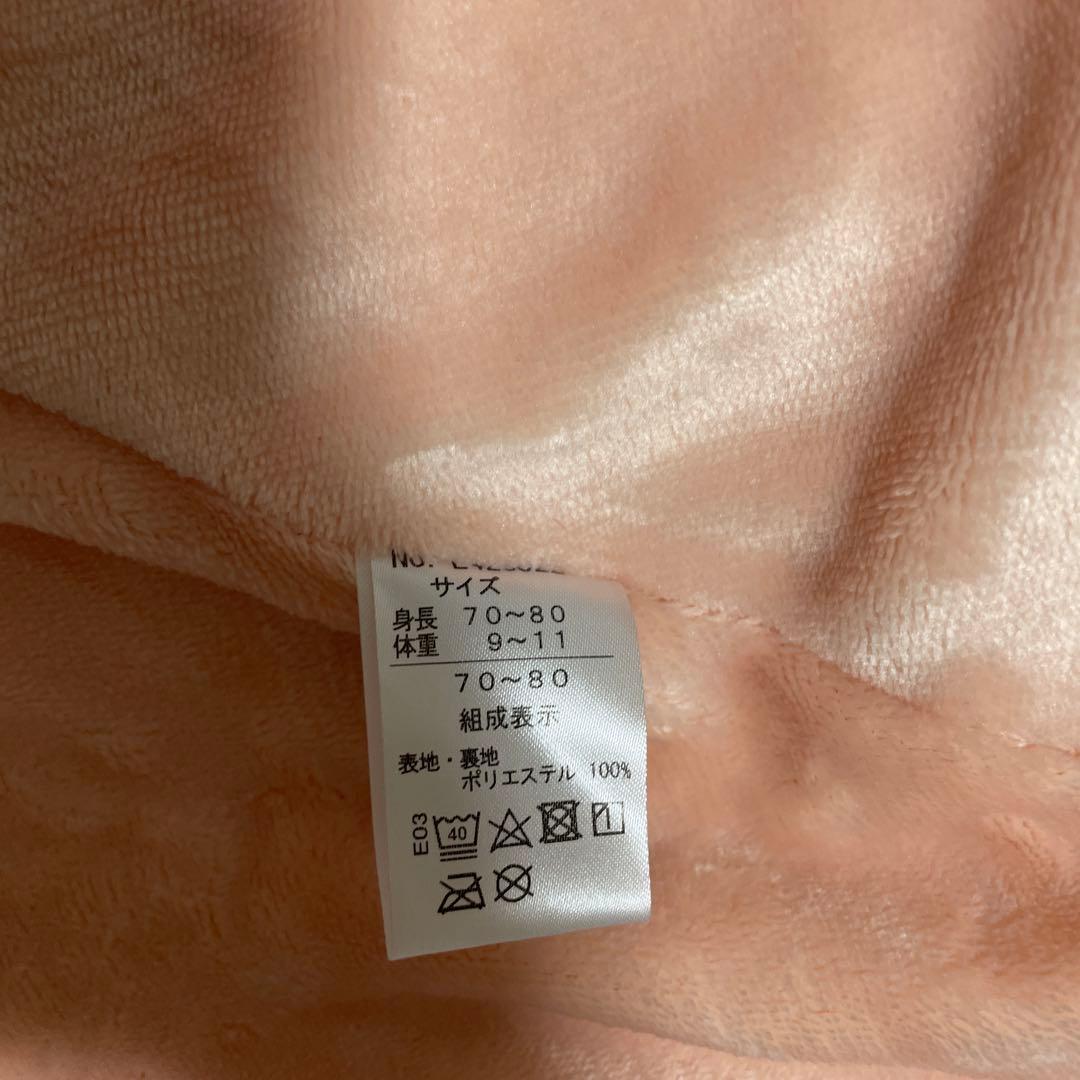 サイズ
身長 70~80
体重 9~11
70~80
組成表示
表地・裏地
ポリエステル 100%
E03
40